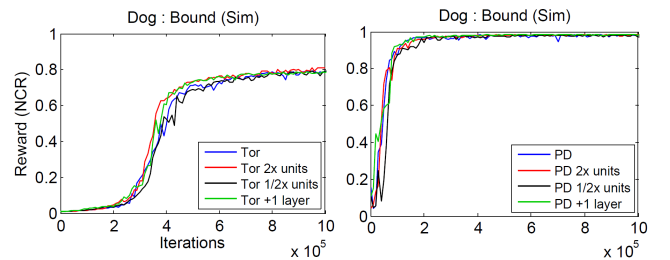 Dog : Bound (Sim)
Reward (NCR)
1
0.8
0.6
0.4
0.2
0
Tor
Tor 2x units
Tor 1/2x units
Tor +1 layer
0 2 4 6 8 10
Iterations
x 10^5
Dog : Bound (Sim)
1
0.8
0.6
0.4
0.2
0
PD
PD 2x units
PD 1/2x units
PD +1 layer
0 2 4 6 8 10
x 10^5